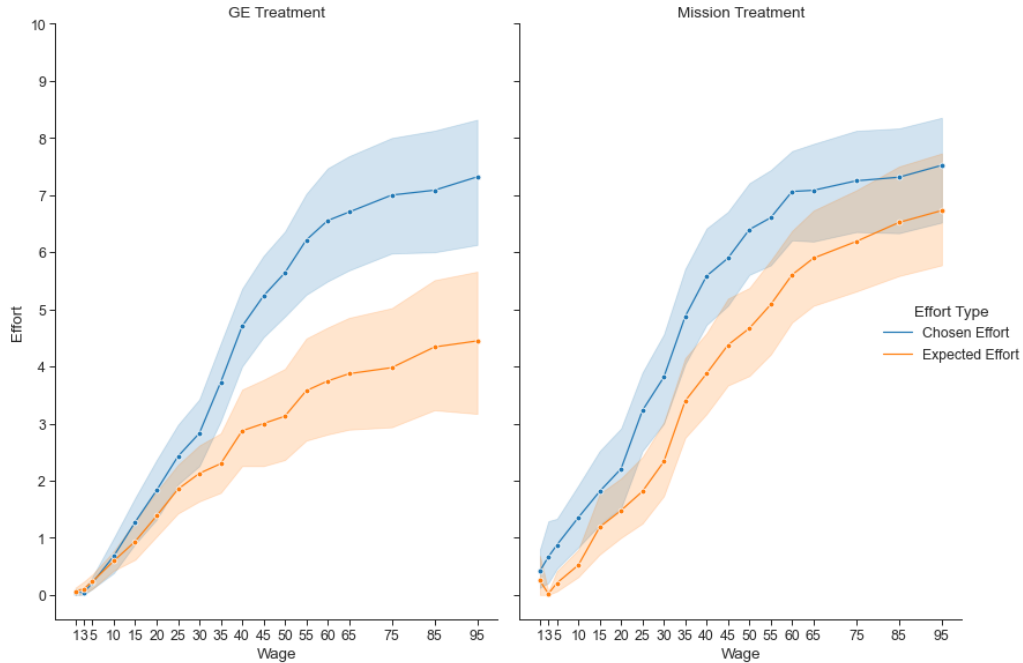 GE Treatment
Mission Treatment
10
9
8
7
6
5
4
3
2
1
0
Effort
1 3 5 10 15 20 25 30 35 40 45 50 55 60 65 75 85 95
Wage
1 3 5 10 15 20 25 30 35 40 45 50 55 60 65 75 85 95
Wage
Effort Type
Chosen Effort
Expected Effort